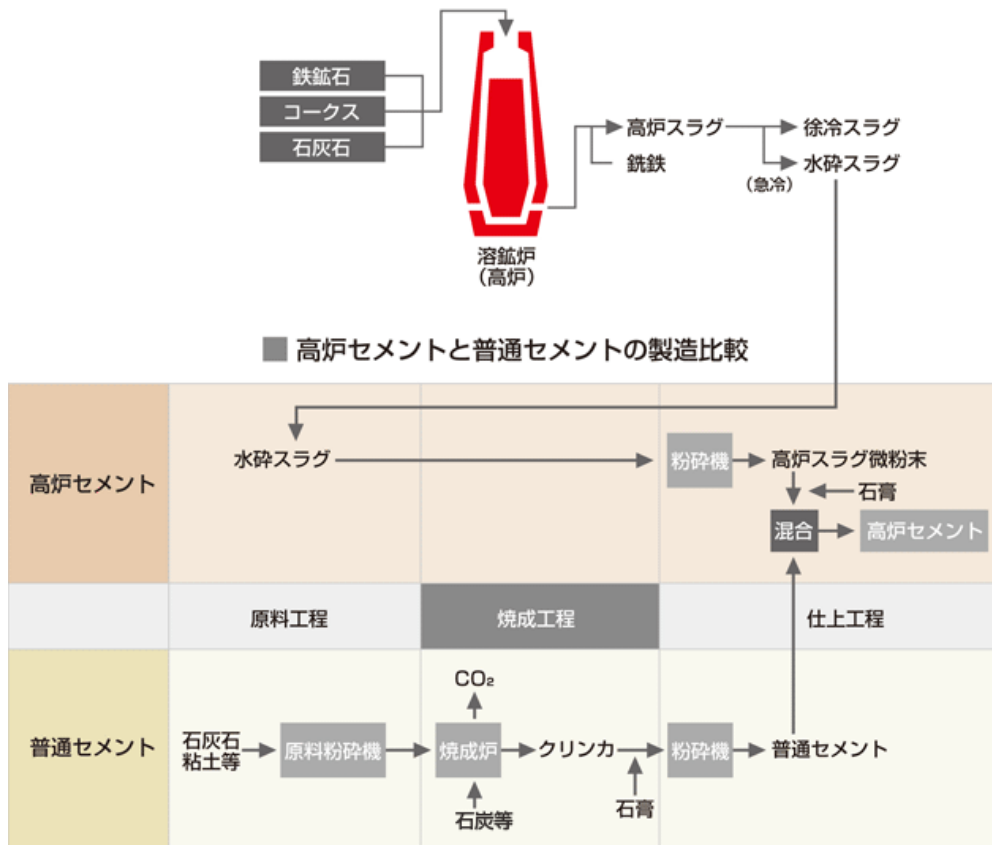 鉄鉱石
コークス
石灰石
高炉スラグ
徐冷スラグ
銑鉄
(急冷)
水砕スラグ
溶鉱炉
(高炉)
高炉セメントと普通セメントの製造比較
高炉セメント
水砕スラグ
粉砕機
高炉スラグ微粉末
石膏
混合
高炉セメント
原料工程
焼成工程
仕上工程
普通セメント
CO₂
石灰石
粘土等
原料粉砕機
焼成炉
クリンカ
粉砕機
普通セメント
石炭等
石膏